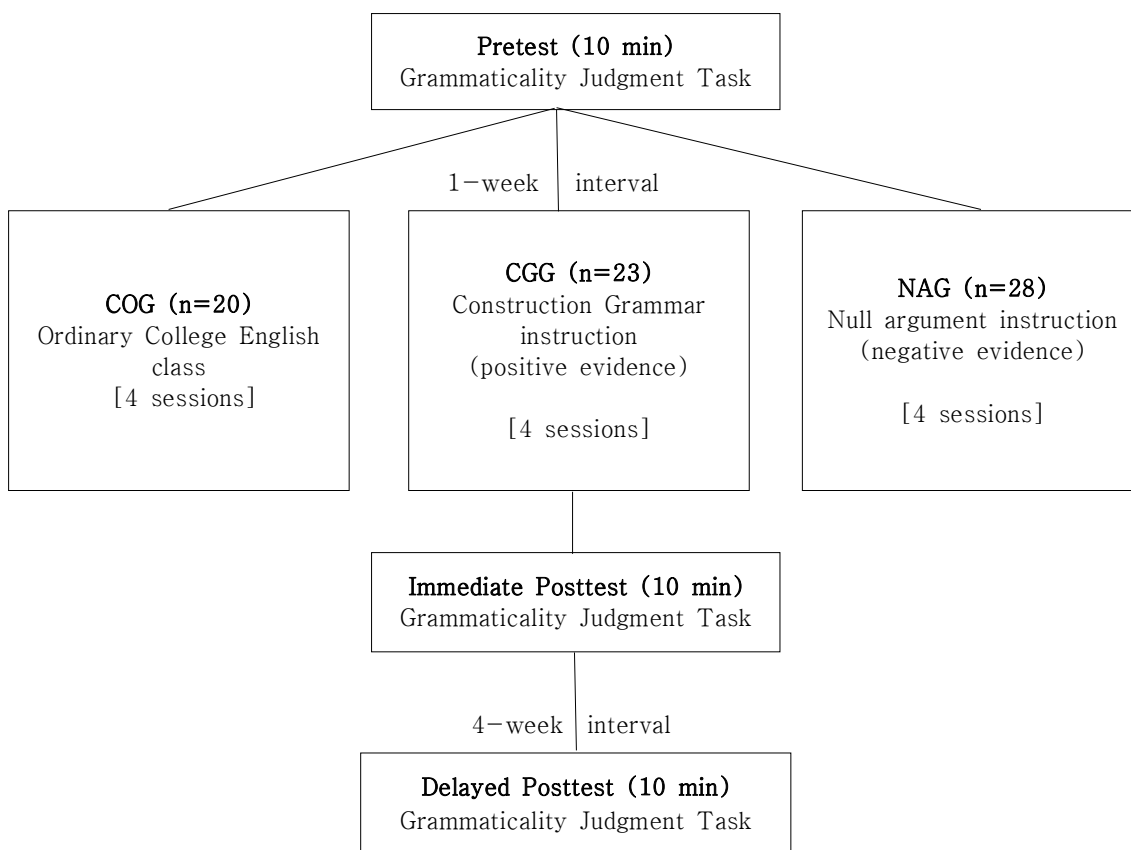 Pretest (10 min)
Grammaticality Judgment Task
1-week interval
COG (n=20)
Ordinary College English
class
[4 sessions]
CGG (n=23)
Construction Grammar
instruction
(positive evidence)
[4 sessions]
NAG (n=28)
Null argument instruction
(negative evidence)
[4 sessions]
Immediate Posttest (10 min)
Grammaticality Judgment Task
4-week interval
Delayed Posttest (10 min)
Grammaticality Judgment Task